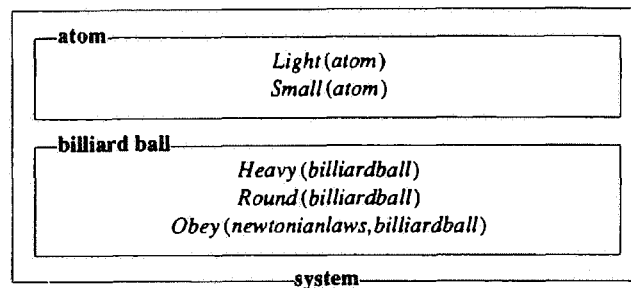 atom
Light(atom)
Small(atom)
billiard ball
Heavy(billiardball)
Round(billiardball)
Obey(newtonianlaws,billiardball)
system